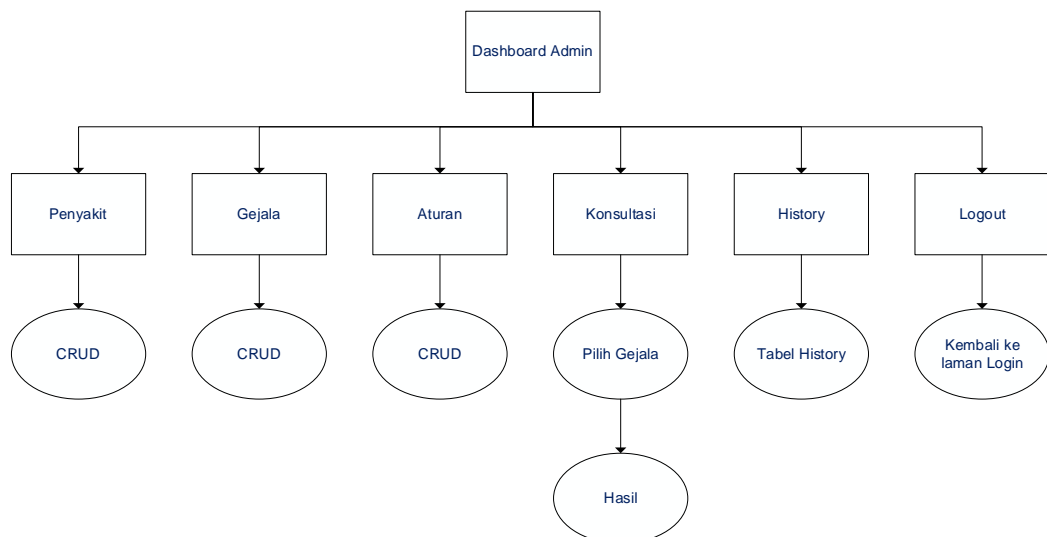 Dashboard Admin
Penyakit
Gejala
Aturan
Konsultasi
History
Logout
CRUD
CRUD
CRUD
Pilih Gejala
Tabel History
Kembali ke
laman Login
Hasil